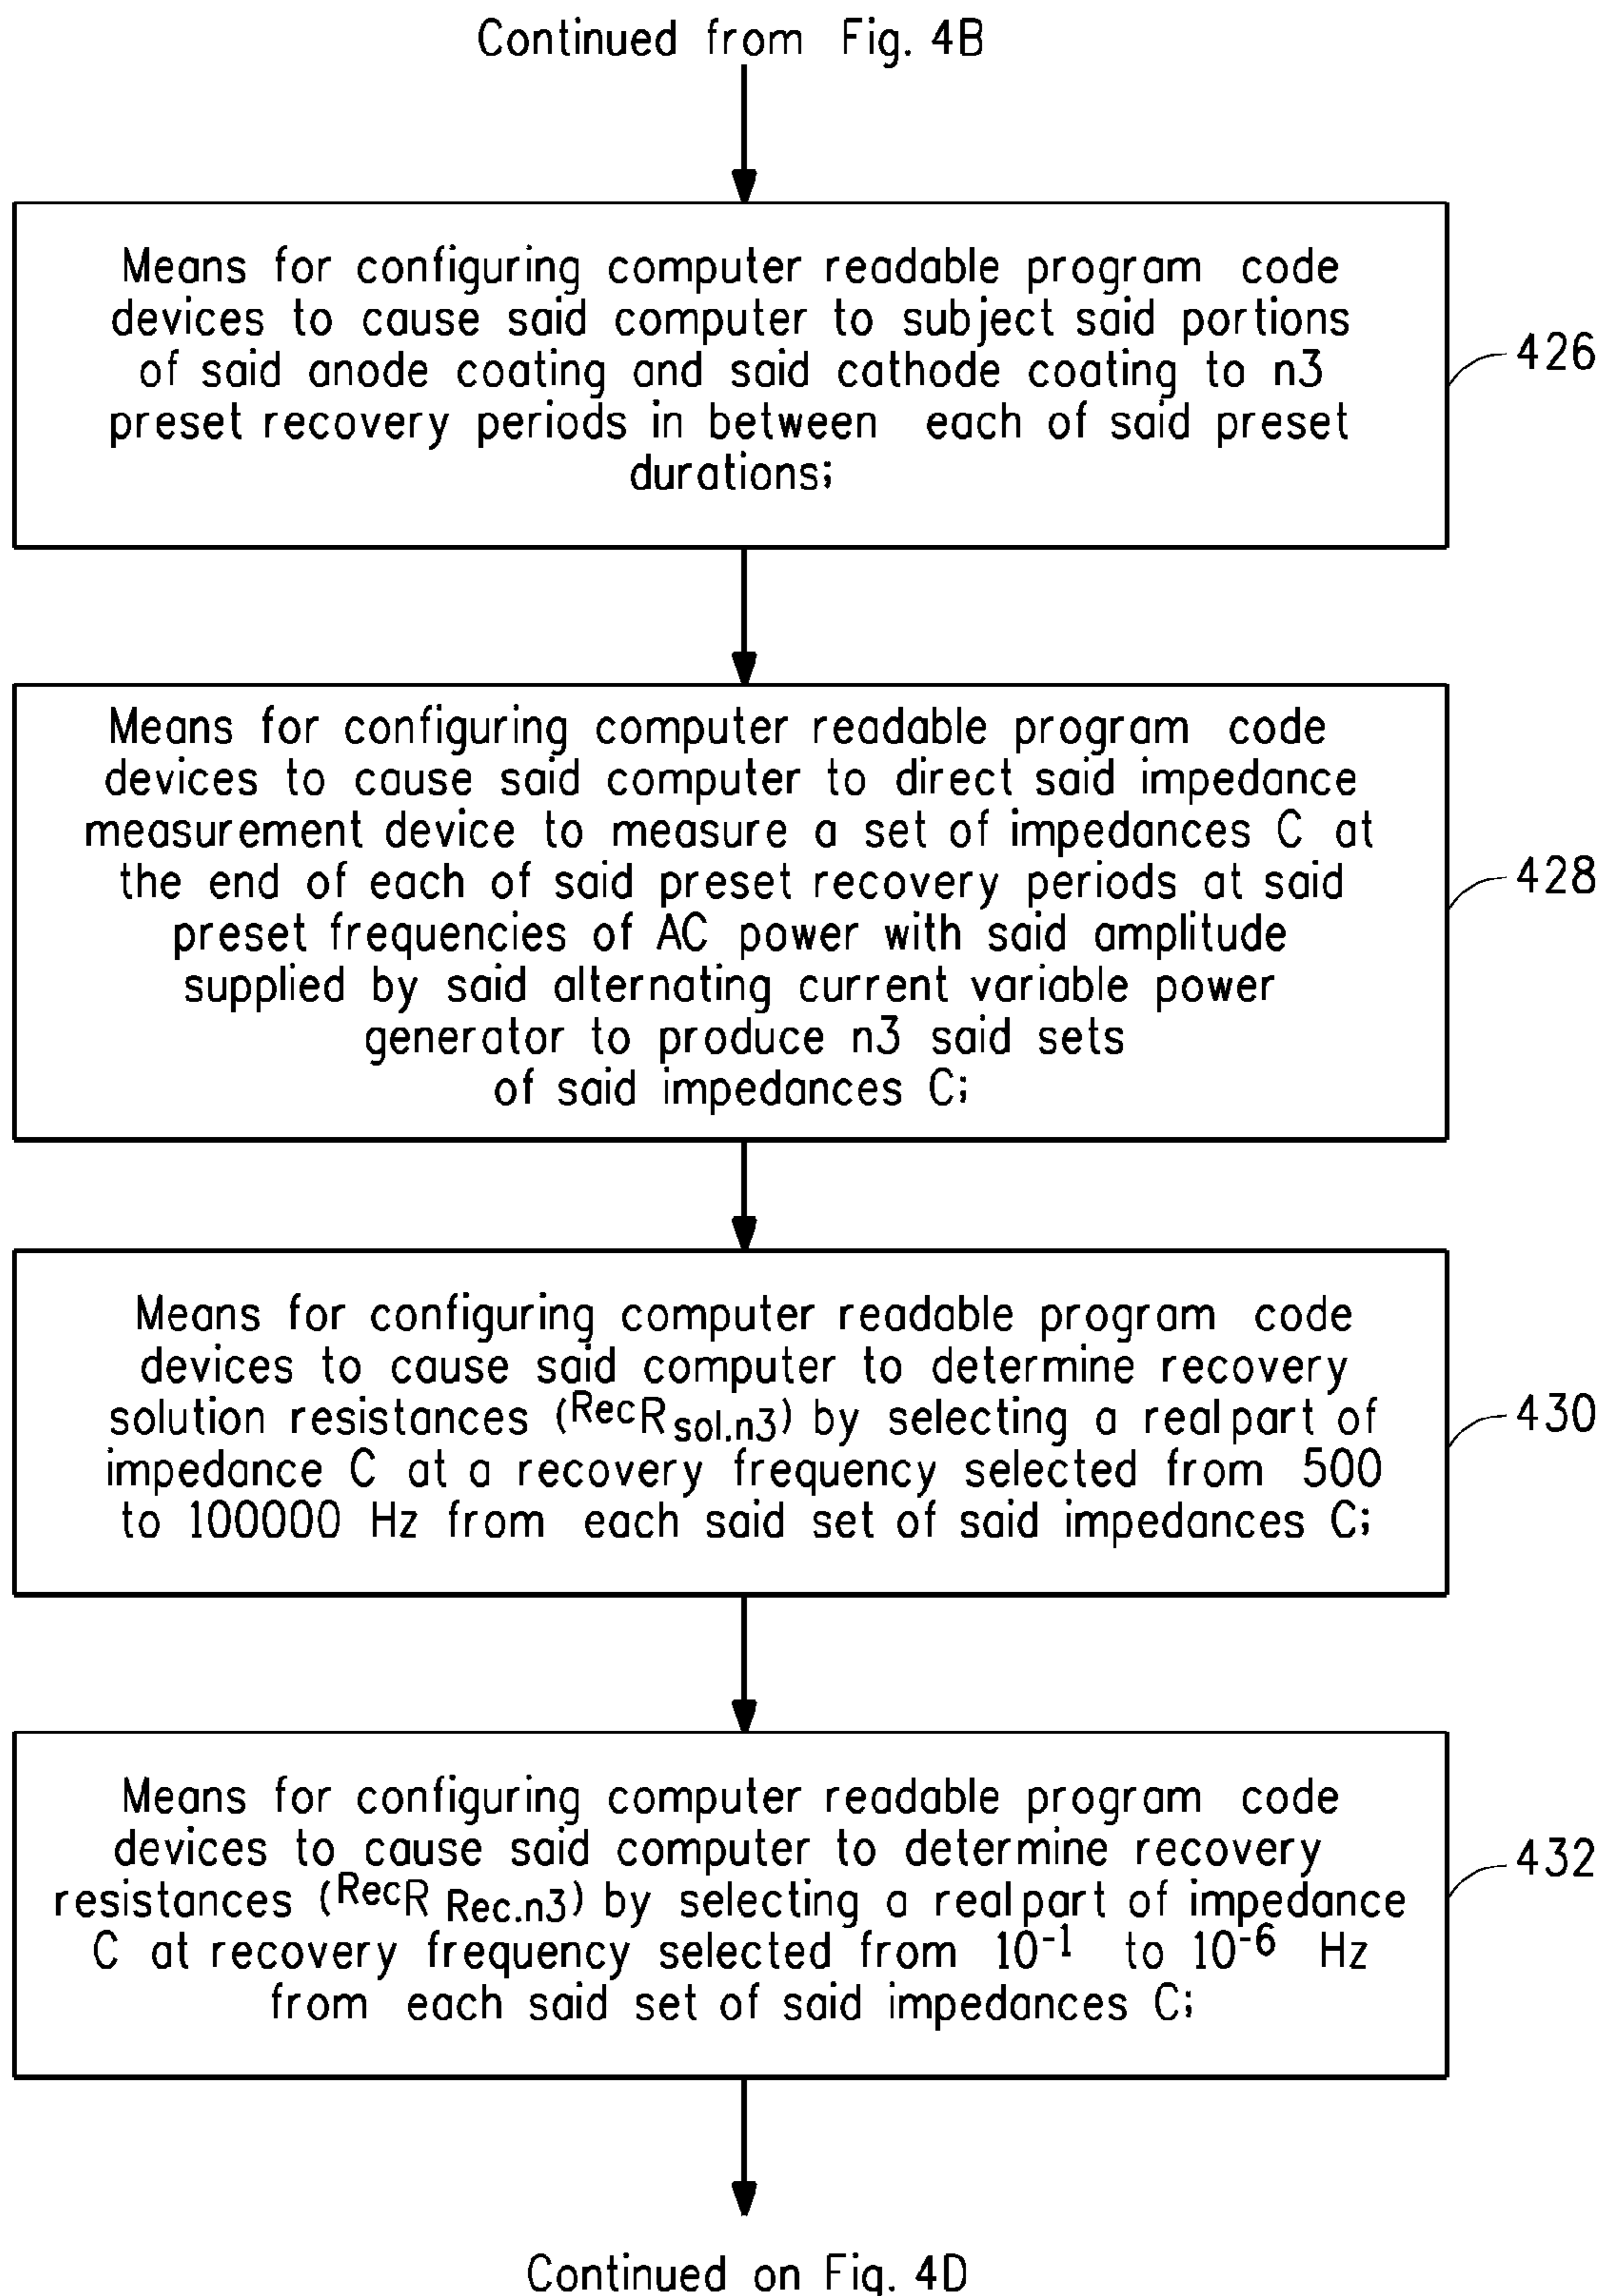 Continued from Fig. 4B
Means for configuring computer readable program code
devices to cause said computer to subject said portions
of said anode coating and said cathode coating to n3
preset recovery periods in between each of said preset
durations;
426
Means for configuring computer readable program code
devices to cause said computer to direct said impedance
measurement device to measure a set of impedances C at
the end of each of said preset recovery periods at said
preset frequencies of AC power with said amplitude
supplied by said alternating current variable power
generator to produce n3 said sets
of said impedances C;
428
Means for configuring computer readable program code
devices to cause said computer to determine recovery
solution resistances (ᴿᵉᶜR sol.n3) by selecting a real part of
impedance C at a recovery frequency selected from 500
to 100000 Hz from each said set of said impedances C;
430
Means for configuring computer readable program code
devices to cause said computer to determine recovery
resistances (ᴿᵉᶜR Rec.n3) by selecting a real part of impedance
C at recovery frequency selected from 10⁻¹ to 10⁻⁶ Hz
from each said set of said impedances C;
432
Continued on Fig. 4D